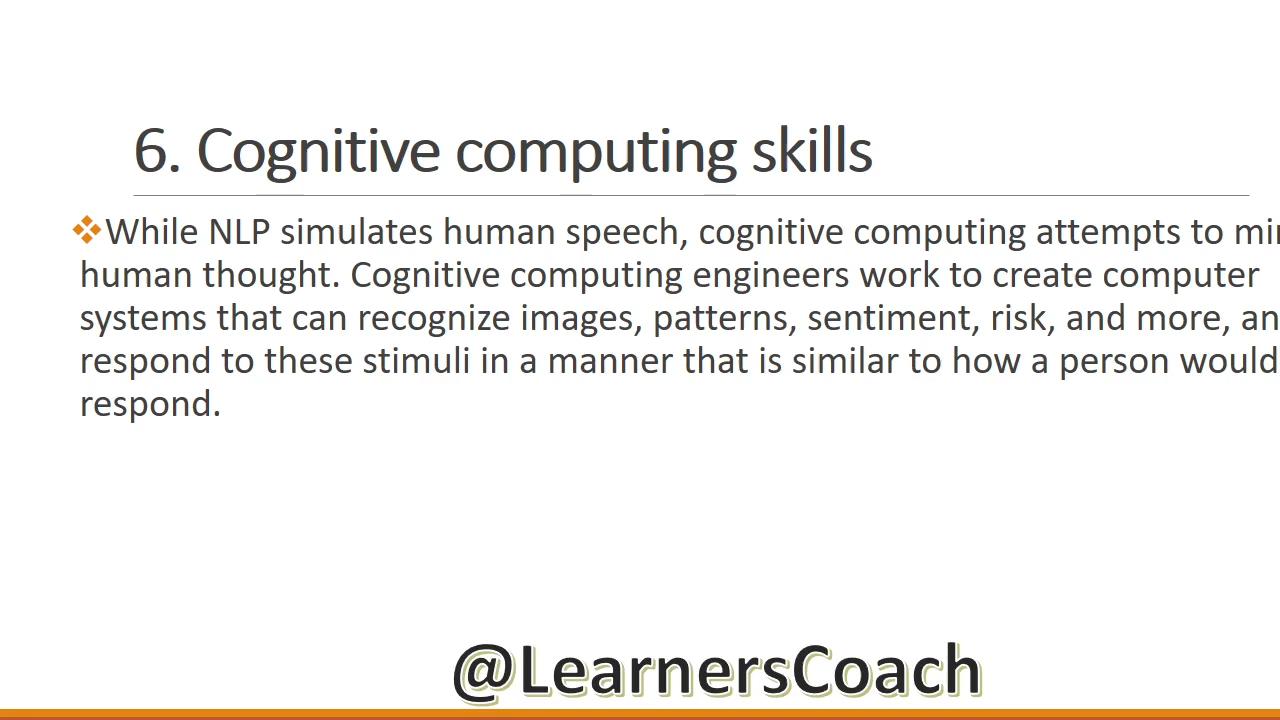 6. Cognitive computing skills
While NLP simulates human speech, cognitive computing attempts to
human thought. Cognitive computing engineers work to create computer
systems that can recognize images, patterns, sentiment, risk, and more,
respond to these stimuli in a manner that is similar to how a person would
respond.
@LearnersCoach